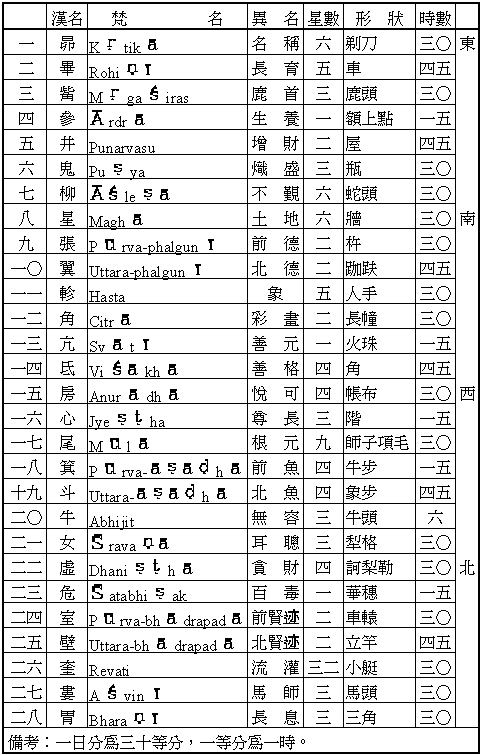 漢名 梵名 異名 星數 形狀 時數
一 昴 Kṛtikā 名稱 六 剃刀 三〇 東
二 畢 Rohiṇī 長育 五 車 四五
三 觜 Mṛgaśiras 鹿首 三 鹿頭 三〇
四 參 Ārdrā 生養 一 額上點 一五
五 井 Punarvasu 增財 二 屋 四五
六 鬼 Puṣya 熾盛 三 瓶 三〇
七 柳 Āśleṣā 不覲 六 蛇頭 三〇
八 星 Maghā 土地 六 牆 三〇 南
九 張 Pūrva-phalgunī 前德 二 杵 三〇
一〇 翼 Uttara-phalgunī 北德 二 跏趺 四五
一一 軫 Hasta 象 五 人手 三〇
一二 角 Citrā 彩畫 二 長幢 三〇
一三 亢 Svātī 善元 一 火珠 一五
一四 氐 Viśākhā 善格 四 角 四五
一五 房 Anurādhā 悅可 四 帳布 三〇 西
一六 心 Jyeṣṭha 尊長 三 階 一五
一七 尾 Mūlā 根元 九 師子項毛 三〇
一八 箕 Pūrva-āṣāḍhā 前魚 四 牛步 一五
十九 斗 Uttara-āṣāḍhā 北魚 四 象步 四五
二〇 牛 Abhijit 無容 三 牛頭 六
二一 女 Śravaṇā 耳聰 三 犁格 三〇
二二 虛 Dhaniṣṭhā 貪財 四 訶犁勒 三〇 北
二三 危 Śatabhiṣak 百毒 一 華穗 一五
二四 室 Pūrva-bhādrapadā 前賢迹 二 車轅 三〇
二五 壁 Uttara-bhādrapadā 北賢迹 二 立竿 四五
二六 奎 Revati 流灌 三二 小艇 三〇
二七 婁 Aśvinī 馬師 三 馬頭 三〇
二八 胃 Bharaṇī 長息 三 三角 三〇
備考：一日分爲三十等分，一等分爲一時。